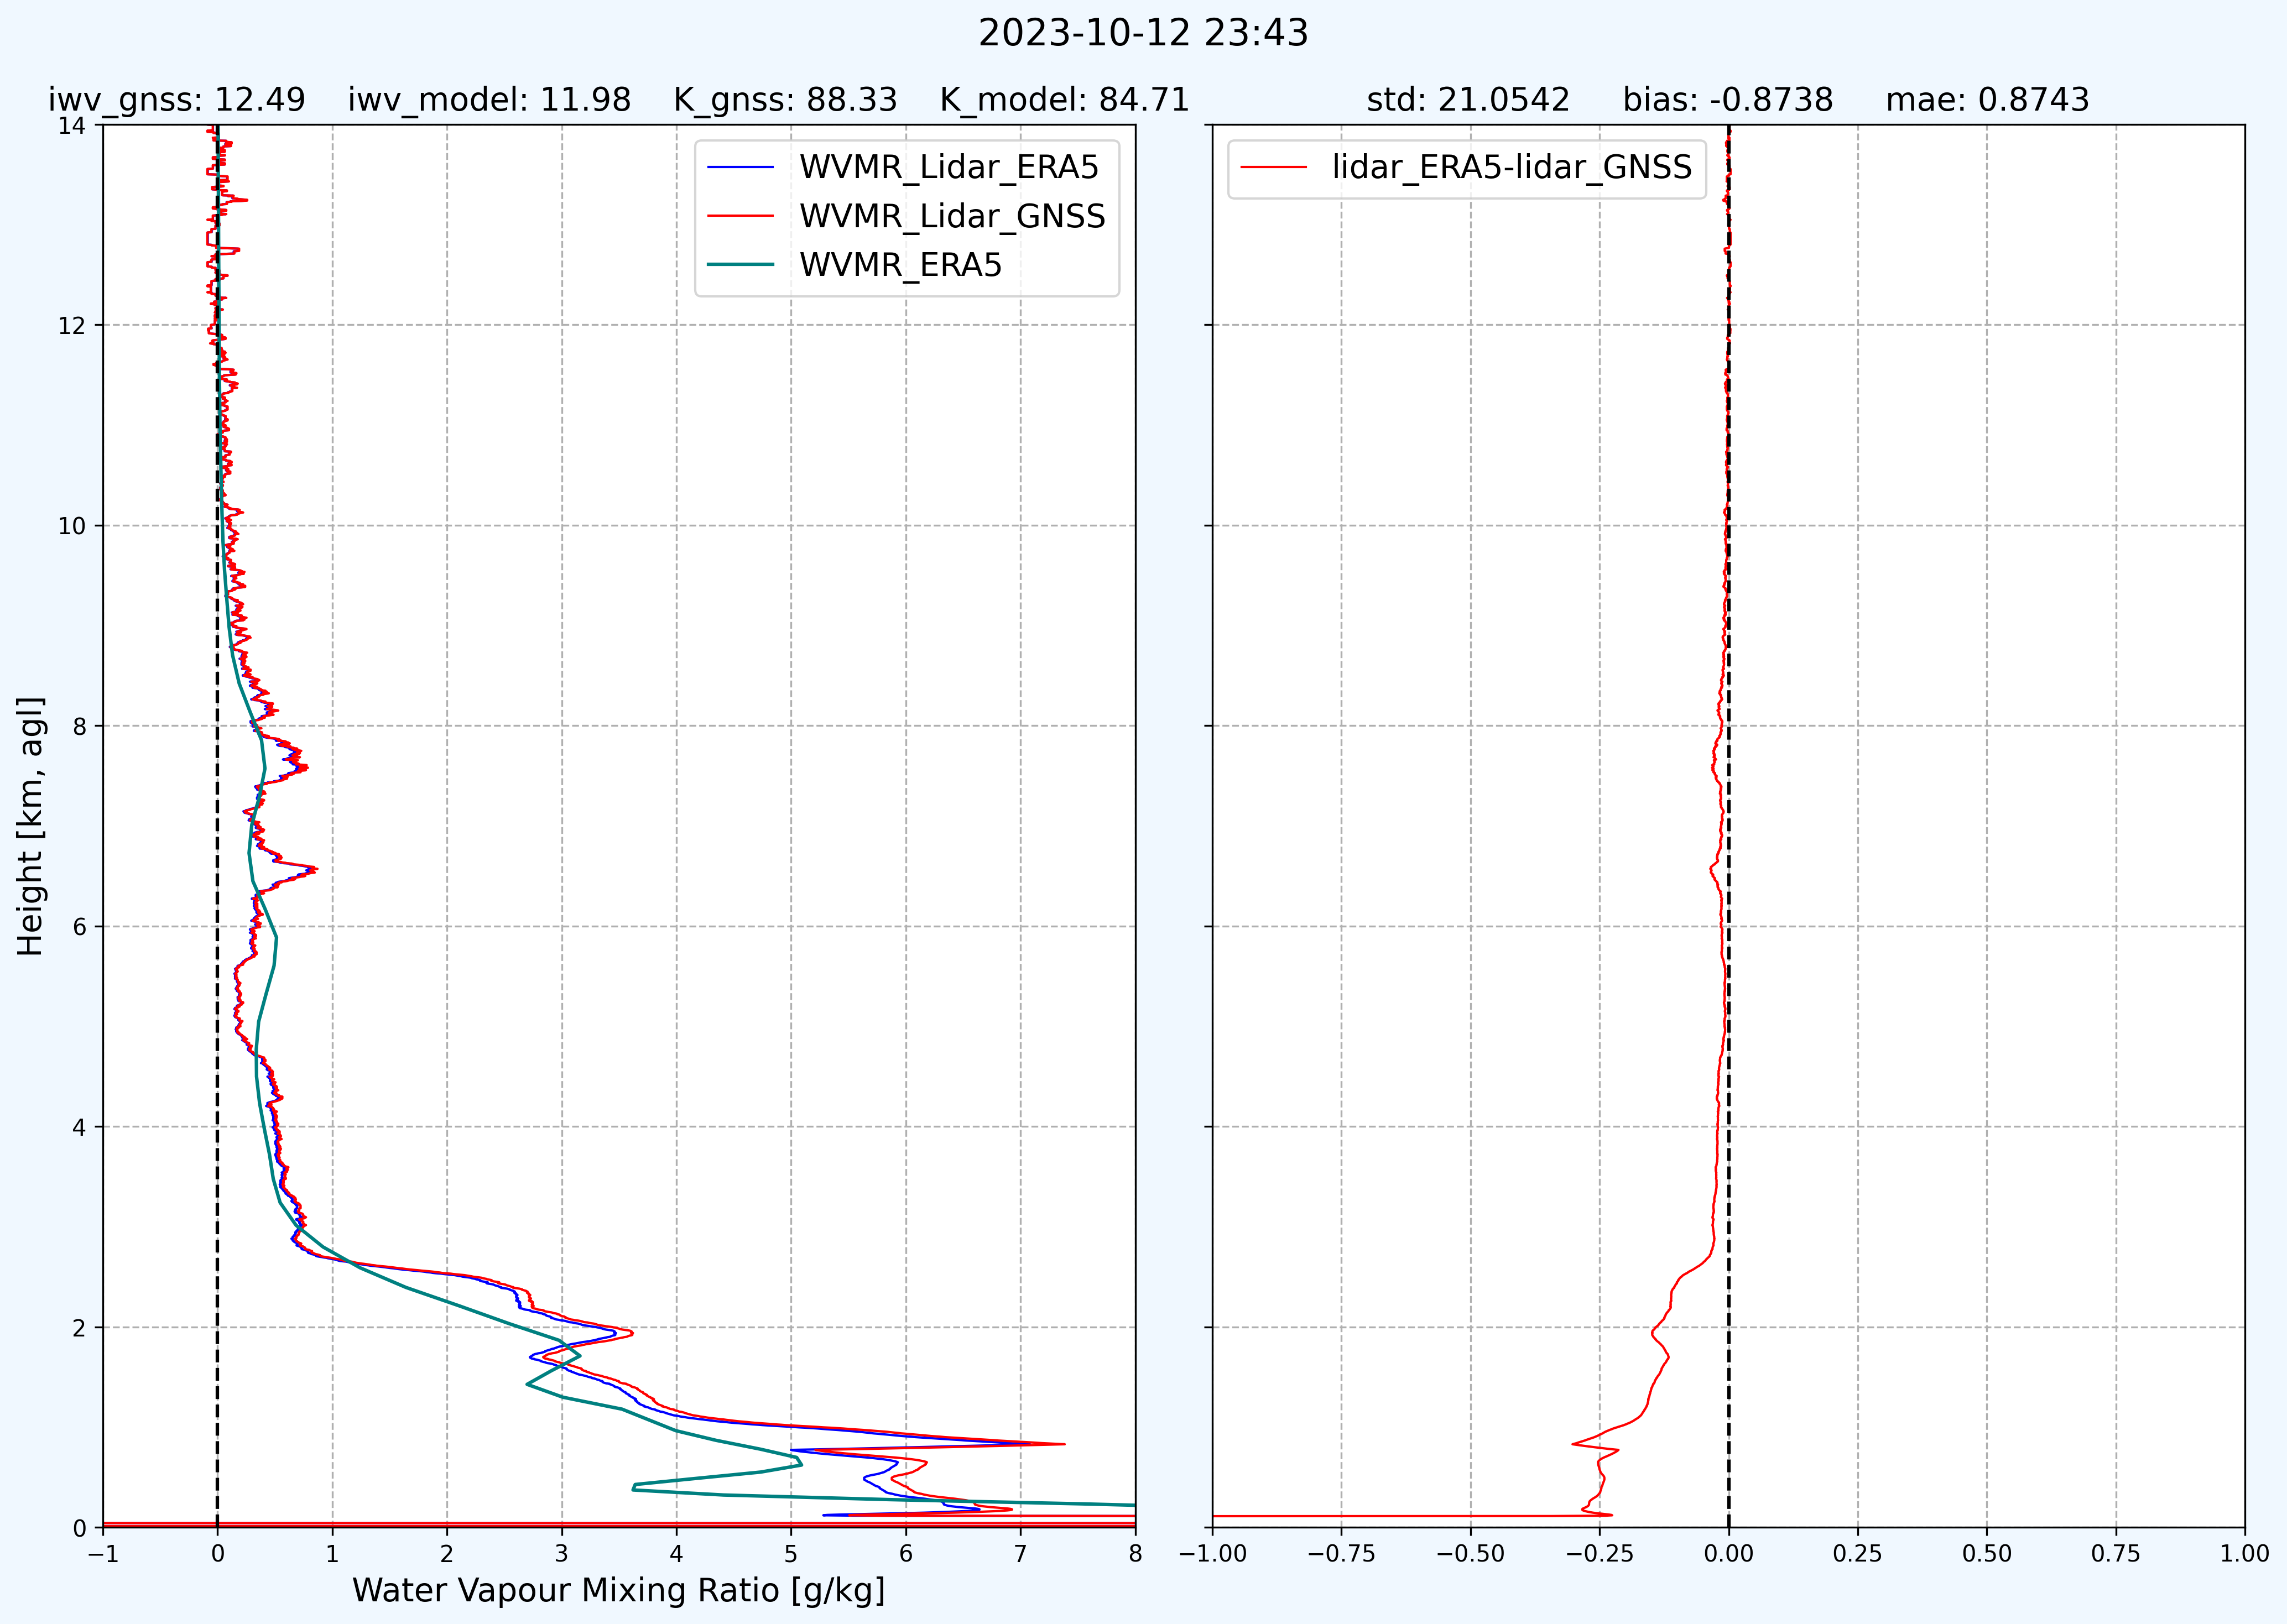 2023-10-12 23:43
iwv_gnss: 12.49 iwv_model: 11.98 K_gnss: 88.33 K_model: 84.71
std: 21.0542 bias: -0.8738 mae: 0.8743
WVMR_Lidar_ERA5
WVMR_Lidar_GNSS
WVMR_ERA5
lidar_ERA5-lidar_GNSS
14
12
10
8
6
4
2
0
Height [km, agl]
−1 0 1 2 3 4 5 6 7 8
−1.00 −0.75 −0.50 −0.25 0.00 0.25 0.50 0.75 1.00
Water Vapour Mixing Ratio [g/kg]